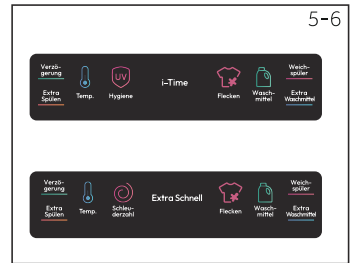 5-6
Verzö-
gerung
Extra
Spülen
Temp.
UV
Hygiene
i-Time
Flecken
Wasch-
mittel
Weich-
spüler
Extra
Waschmittel
Verzö-
gerung
Extra
Spülen
Temp.
Schleu-
derzahl
Extra Schnell
Flecken
Wasch-
mittel
Weich-
spüler
Extra
Waschmittel